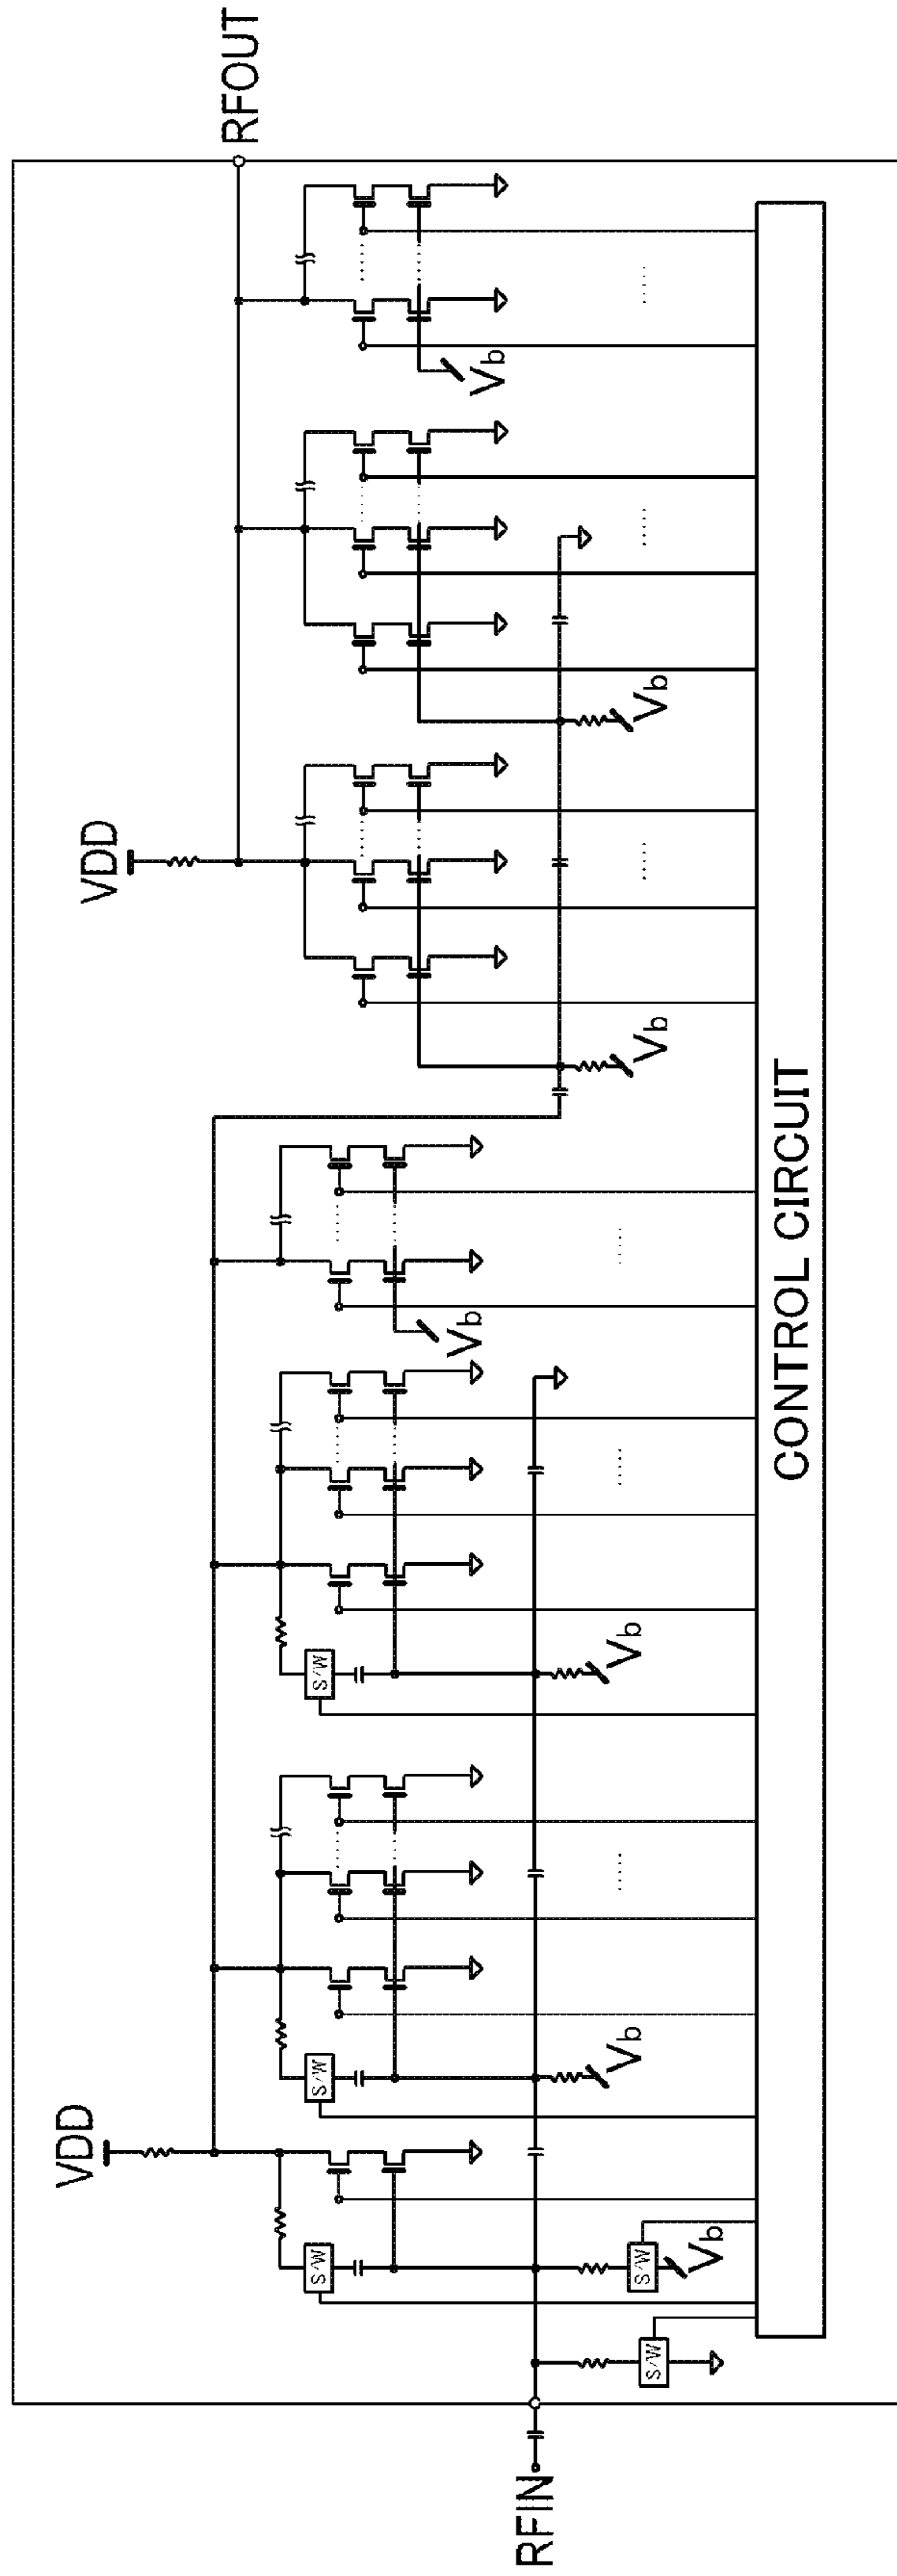 VDD
VDD
RFOUT
S/W
S/W
S/W
Vb
Vb
RFIN
Vb
Vb
Vb
Vb
S/W
S/W
Vb
CONTROL CIRCUIT